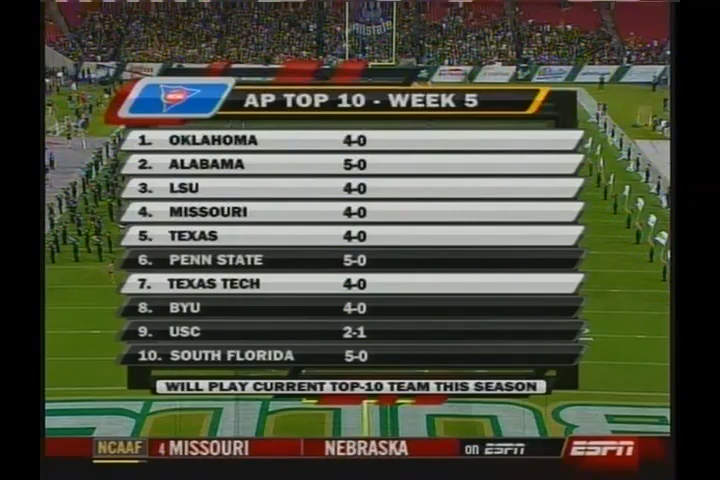 Allstate
AP TOP 10 - WEEK 5
1. OKLAHOMA 4-0
2. ALABAMA 5-0
3. LSU 4-0
4. MISSOURI 4-0
5. TEXAS 4-0
6. PENN STATE 5-0
7. TEXAS TECH 4-0
8. BYU 4-0
9. USC 2-1
10. SOUTH FLORIDA 5-0
WILL PLAY CURRENT TOP-10 TEAM THIS SEASON
NCAAF 4 MISSOURI NEBRASKA on ESPN ESPN